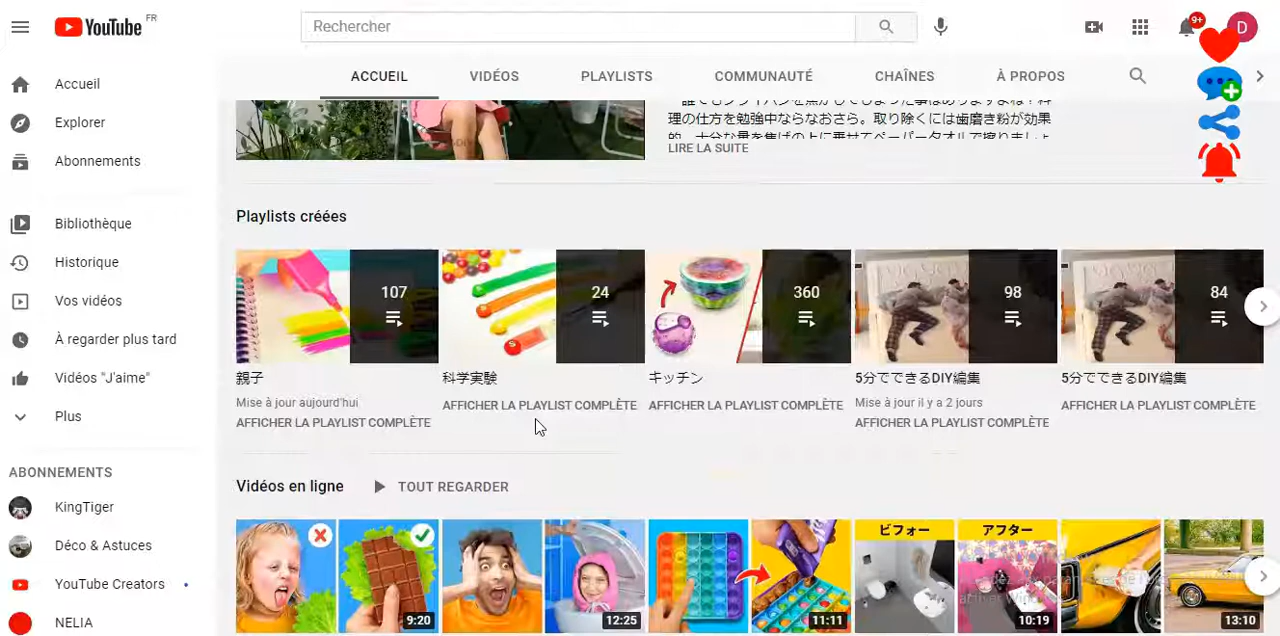 YouTube FR
Rechercher
9+
D
ACCUEIL
VIDÉOS
PLAYLISTS
COMMUNAUTÉ
CHAÎNES
À PROPOS
Accueil
Explorer
Abonnements
Bibliothèque
Historique
Vos vidéos
À regarder plus tard
Vidéos "J'aime"
Plus
ABONNEMENTS
KingTiger
Déco & Astuces
YouTube Creators
NELIA
理の仕方を勉強中ならなおさら。取り除くには歯磨き粉が効果
LIRE LA SUITE
Playlists créées
107
24
360
98
84
親子
科学実験
キッチン
5分でできるDIY編集
5分でできるDIY編集
Mise à jour aujourd'hui
AFFICHER LA PLAYLIST COMPLÈTE
AFFICHER LA PLAYLIST COMPLÈTE
AFFICHER LA PLAYLIST COMPLÈTE
Mise à jour il y a 2 jours
AFFICHER LA PLAYLIST COMPLÈTE
AFFICHER LA PLAYLIST COMPLÈTE
Vidéos en ligne
TOUT REGARDER
9:20
12:25
11:11
ビフォー
アフター
10:19
13:10